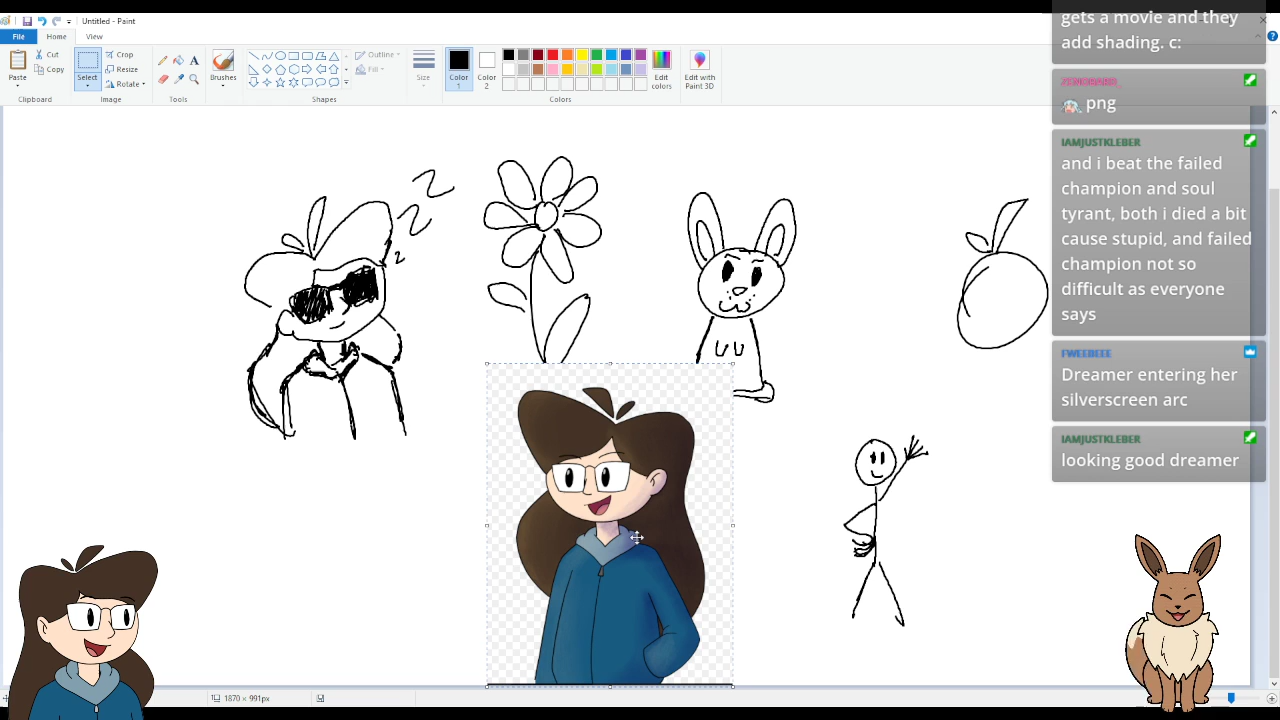 Untitled - Paint
File
Home
View
Paste
Cut
Copy
Clipboard
Select
Crop
Resize
Rotate
Image
Tools
A
Brushes
Shapes
Outline
Fill
Size
Color
1
Color
2
Edit
colors
Edit with
Paint 3D
Colors
Z
Z
z
gets a movie and they
add shading. c:
png
IAMJUSTKLEBER
and i beat the failed
champion and soul
tyrant, both i died a bit
cause stupid, and failed
champion not so
difficult as everyone
says
FWEEBEEE
Dreamer entering her
silverscreen arc
IAMJUSTKLEBER
looking good dreamer
1870 × 991px